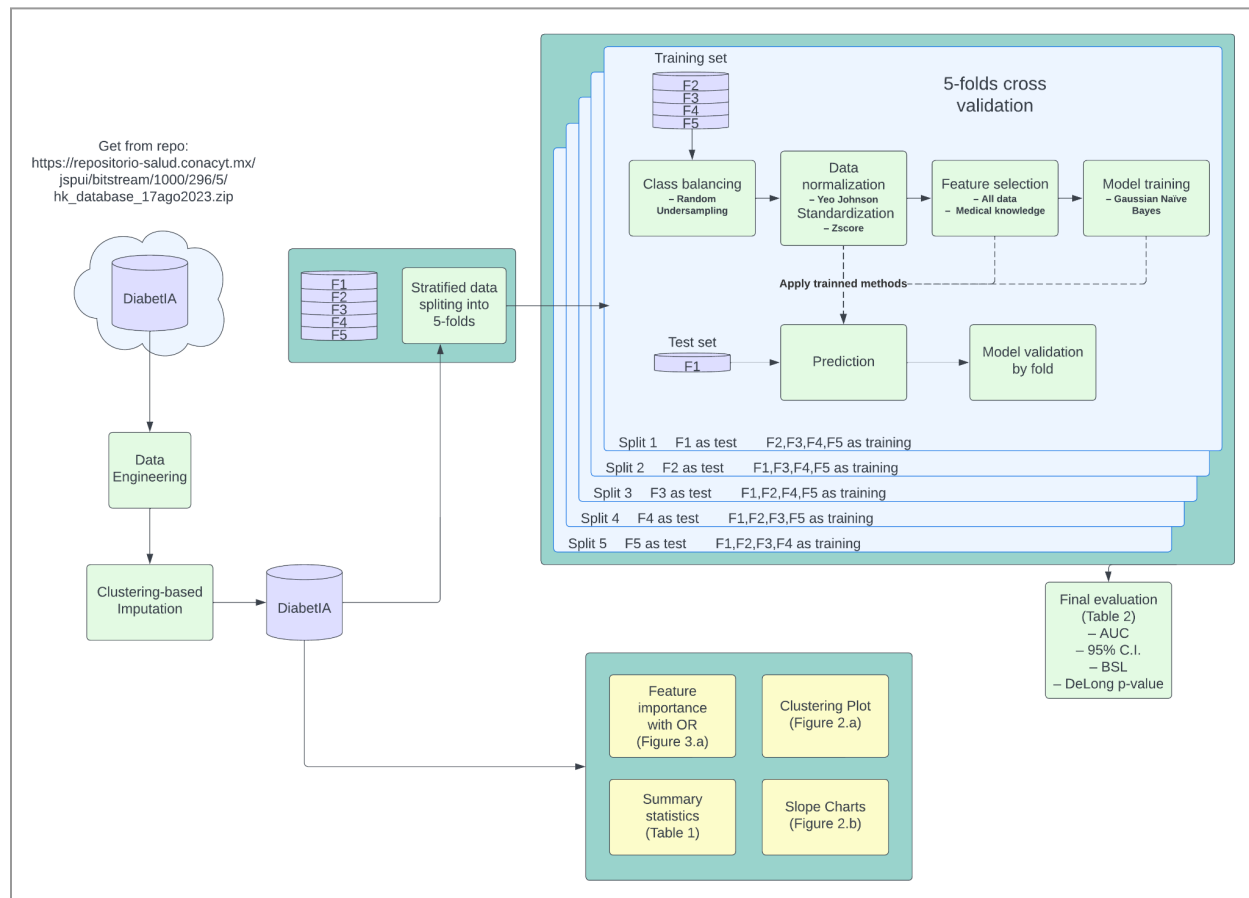 Get from repo:
https://repositorio-salud.conacyt.mx/
jspui/bitstream/1000/296/5/
hk_database_17ago2023.zip
DiabetIA
Data
Engineering
Clustering-based
Imputation
DiabetIA
F1
F2
F3
F4
F5
Stratified data
spliting into
5-folds
Training set
F2
F3
F4
F5
5-folds cross
validation
Class balancing
– Random
Undersampling
Data
normalization
– Yeo Johnson
Standardization
– Zscore
Feature selection
– All data
– Medical knowledge
Model training
– Gaussian Naïve
Bayes
Apply trainned methods
Test set
F1
Prediction
Model validation
by fold
Split 1 F1 as test F2,F3,F4,F5 as training
Split 2 F2 as test F1,F3,F4,F5 as training
Split 3 F3 as test F1,F2,F4,F5 as training
Split 4 F4 as test F1,F2,F3,F5 as training
Split 5 F5 as test F1,F2,F3,F4 as training
Final evaluation
(Table 2)
– AUC
– 95% C.I.
– BSL
– DeLong p-value
Feature
importance
with OR
(Figure 3.a)
Clustering Plot
(Figure 2.a)
Summary
statistics
(Table 1)
Slope Charts
(Figure 2.b)